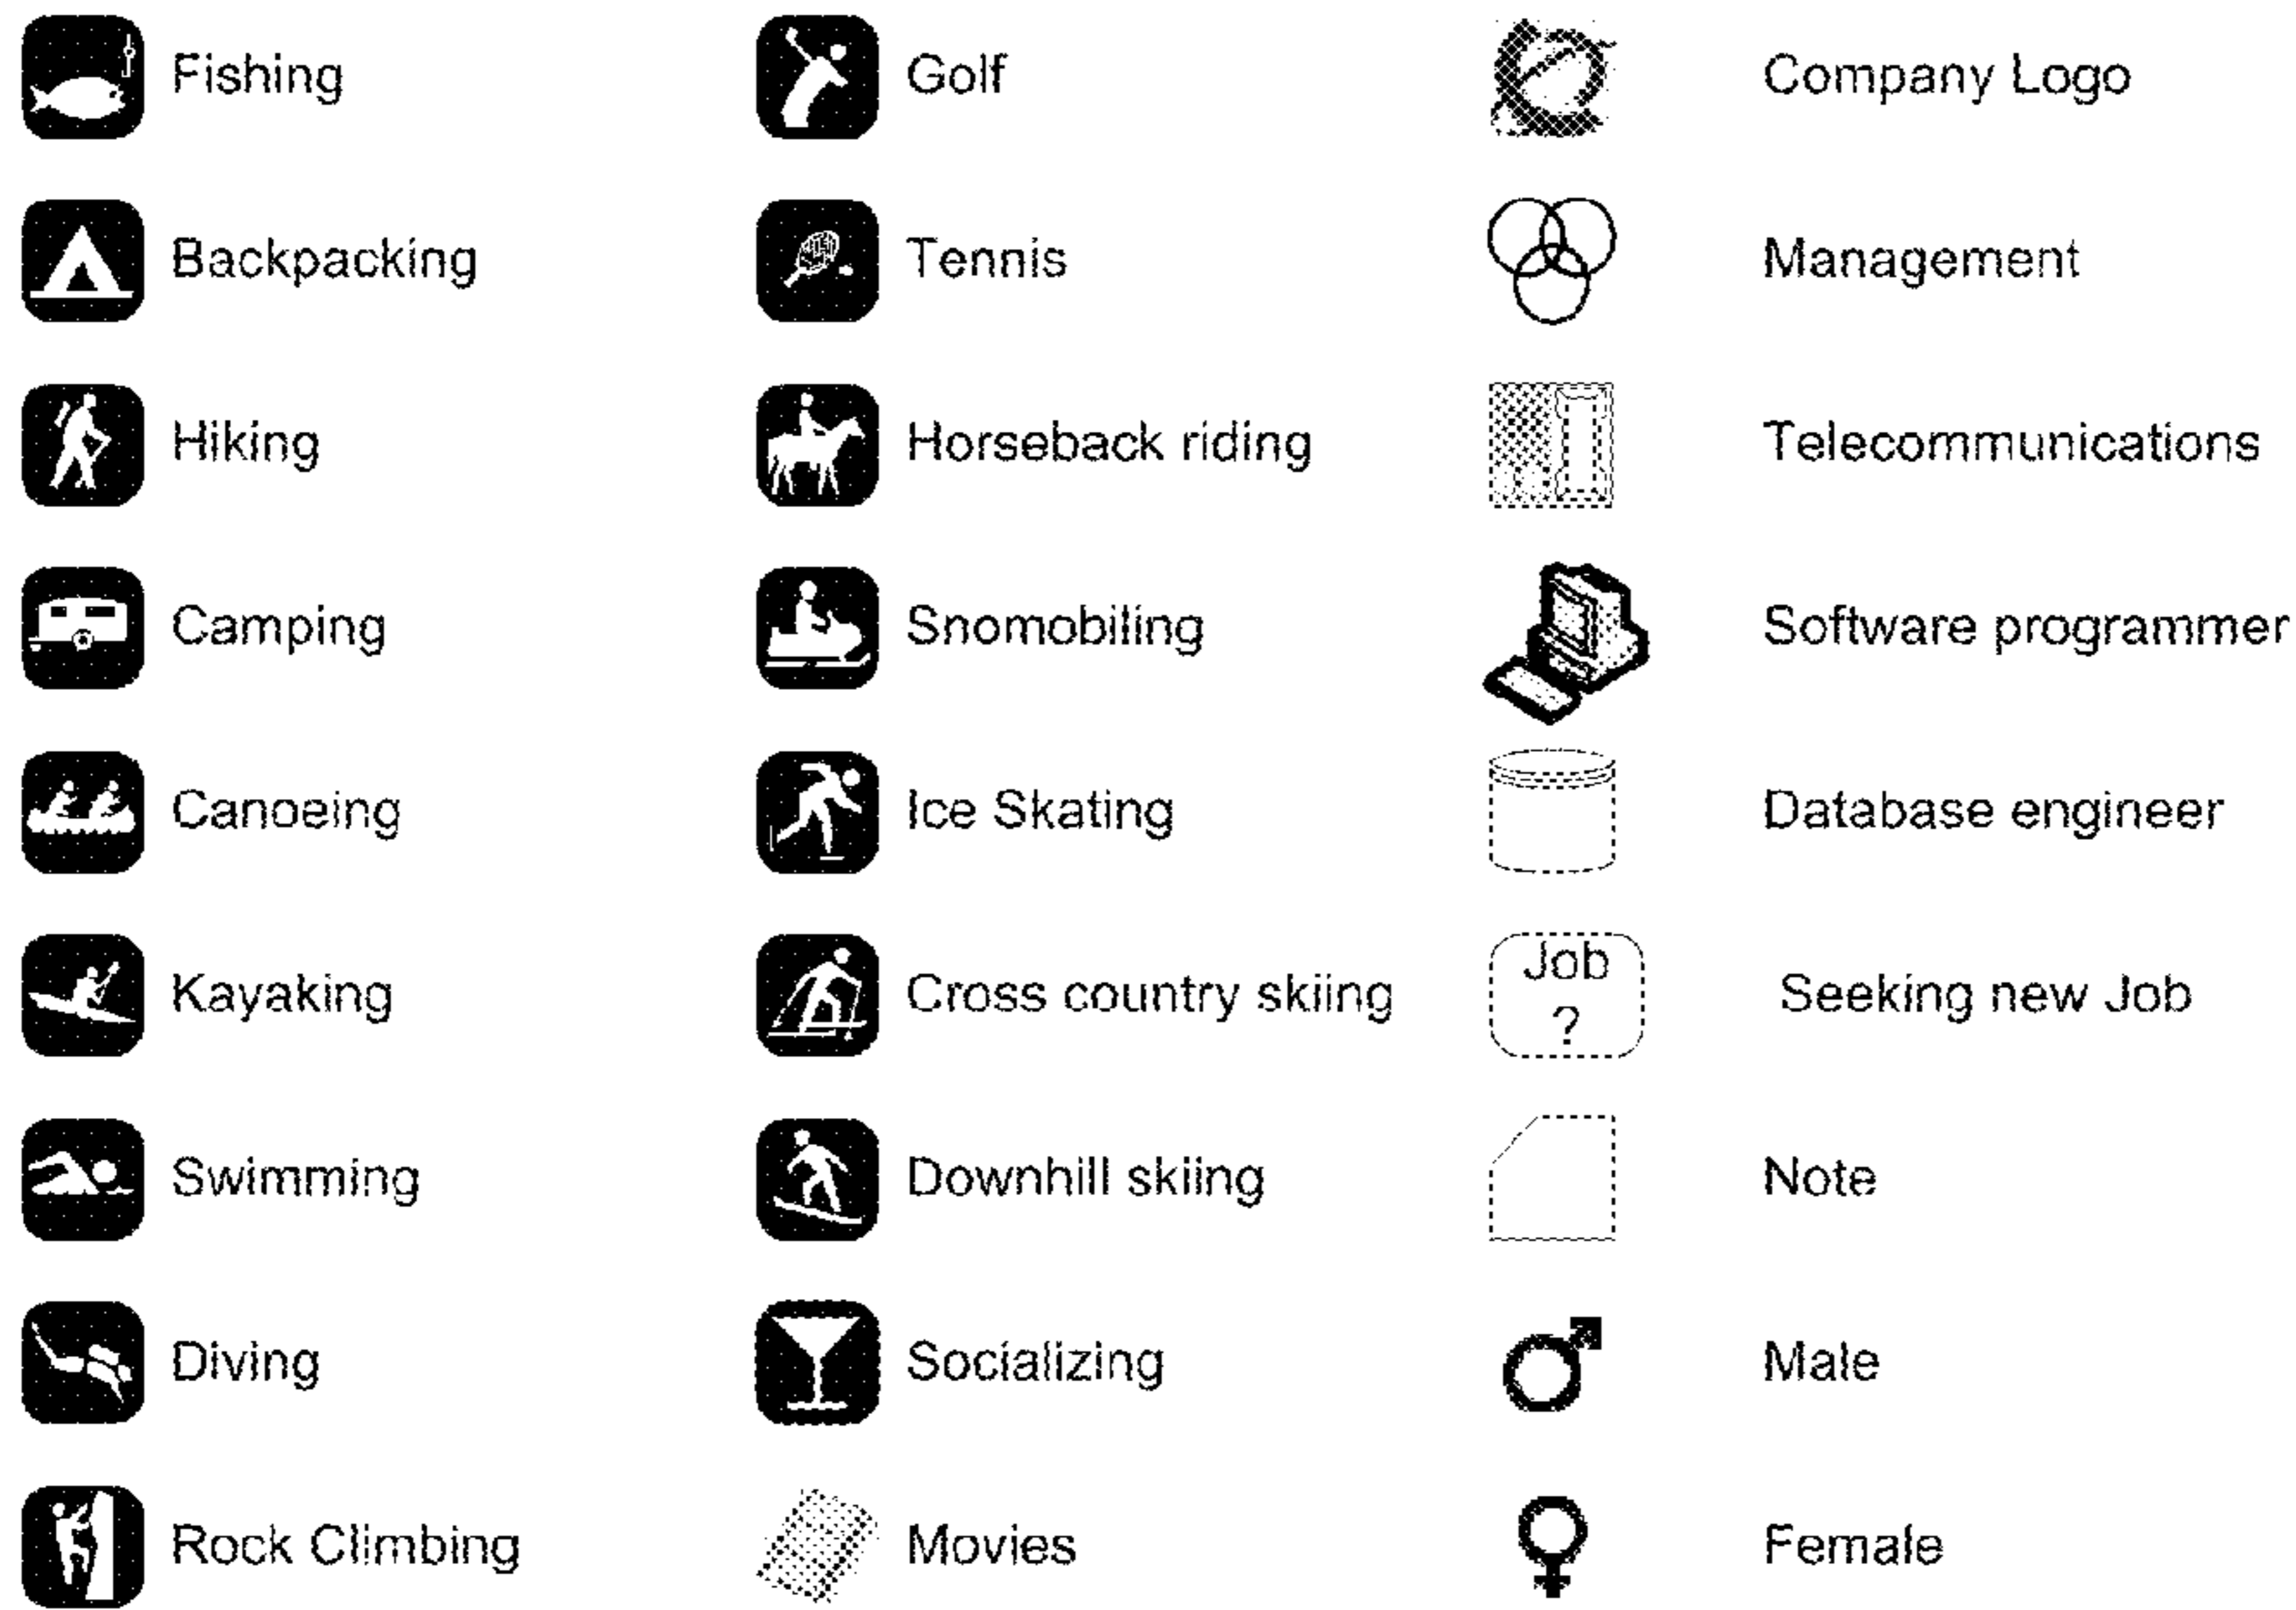 Fishing
Golf
Company Logo
Backpacking
Tennis
Management
Hiking
Horseback riding
Telecommunications
Camping
Snomobiling
Software programmer
Canoeing
Ice Skating
Database engineer
Kayaking
Cross country skiing
Job
?
Seeking new Job
Swimming
Downhill skiing
Note
Diving
Socializing
Male
Rock Climbing
Movies
Female